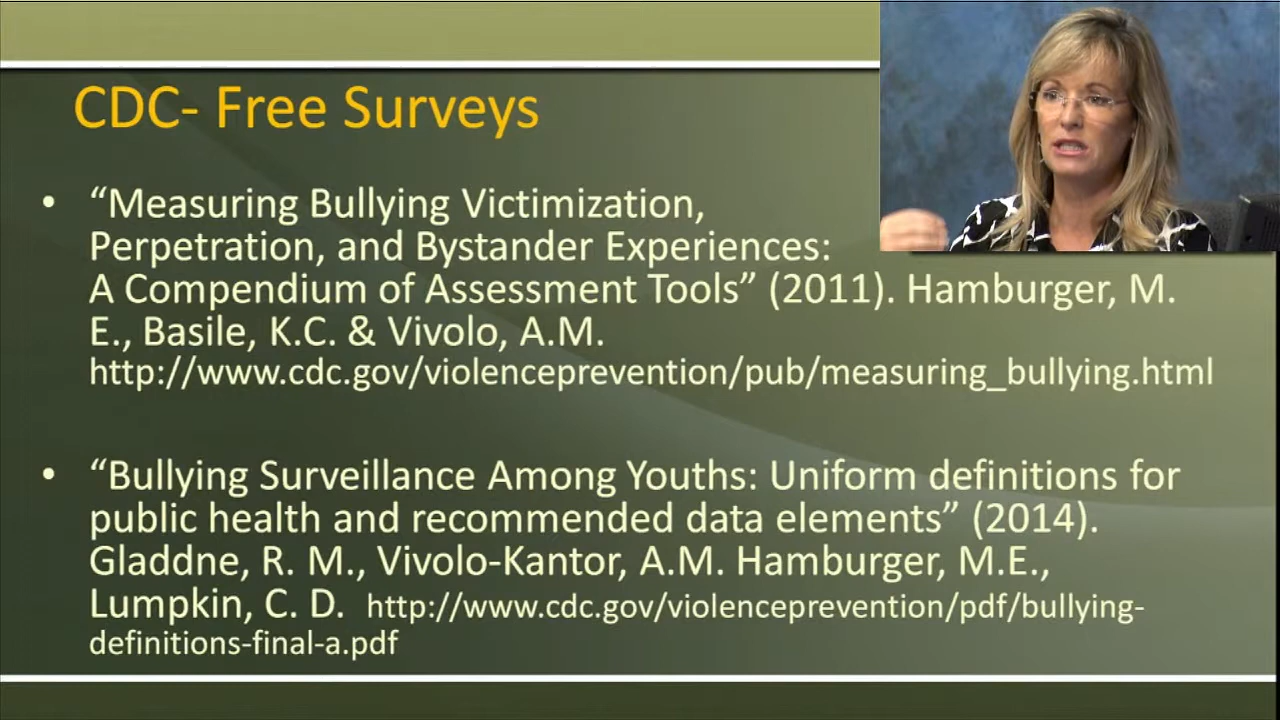 CDC- Free Surveys
• “Measuring Bullying Victimization,
Perpetration, and Bystander Experiences:
A Compendium of Assessment Tools” (2011). Hamburger, M.
E., Basile, K.C. & Vivolo, A.M.
http://www.cdc.gov/violenceprevention/pub/measuring_bullying.html
• “Bullying Surveillance Among Youths: Uniform definitions for
public health and recommended data elements” (2014).
Gladdne, R. M., Vivolo-Kantor, A.M. Hamburger, M.E.,
Lumpkin, C. D. http://www.cdc.gov/violenceprevention/pdf/bullying-
definitions-final-a.pdf